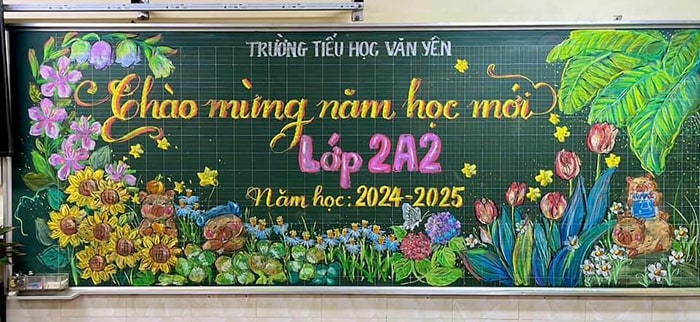 TRƯỜNG TIỂU HỌC VĂN YÊN
Chào mừng năm học mới
Lớp 2A2
Năm học: 2024-2025